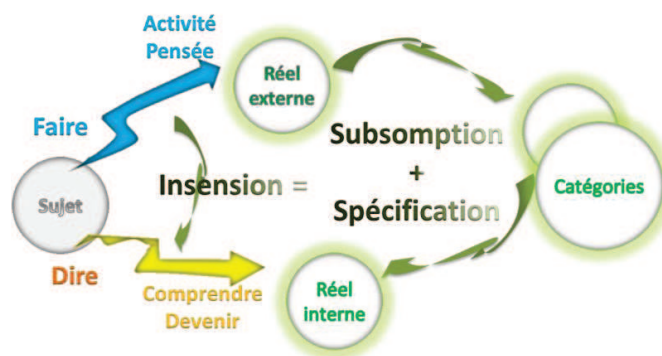 Activité
Pensée
Réel
externe
Faire
Subsomption
+
Spécification
Insension =
Catégories
Sujet
Dire
Comprendre
Devenir
Réel
interne